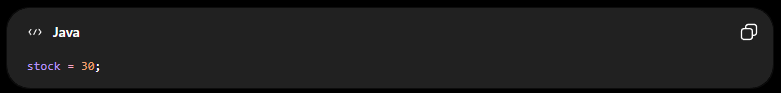 Java
stock = 30;